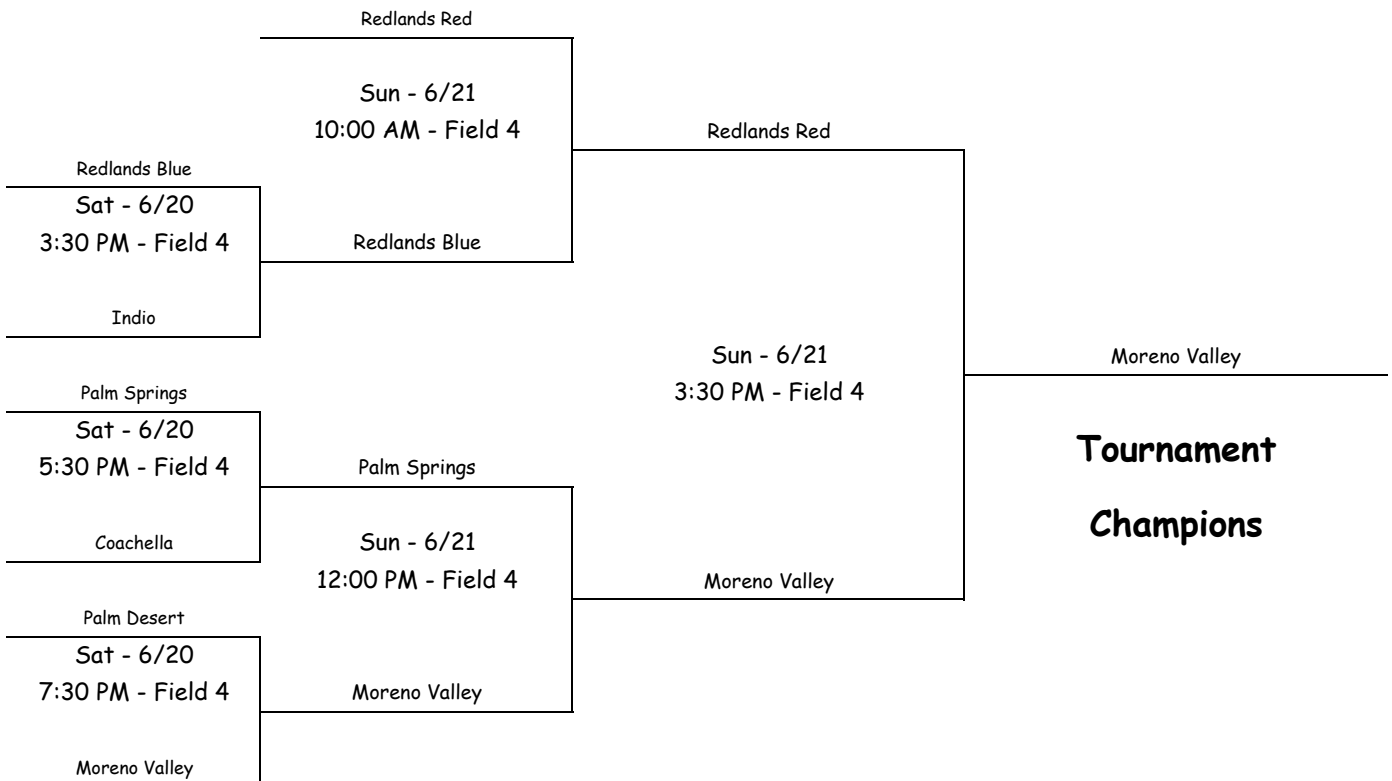 Redlands Red
Sun - 6/21
10:00 AM - Field 4
Redlands Red
Redlands Blue
Sat - 6/20
3:30 PM - Field 4
Redlands Blue
Indio
Sun - 6/21
3:30 PM - Field 4
Moreno Valley
Palm Springs
Sat - 6/20
5:30 PM - Field 4
Tournament
Champions
Palm Springs
Coachella
Sun - 6/21
12:00 PM - Field 4
Moreno Valley
Palm Desert
Sat - 6/20
7:30 PM - Field 4
Moreno Valley
Moreno Valley